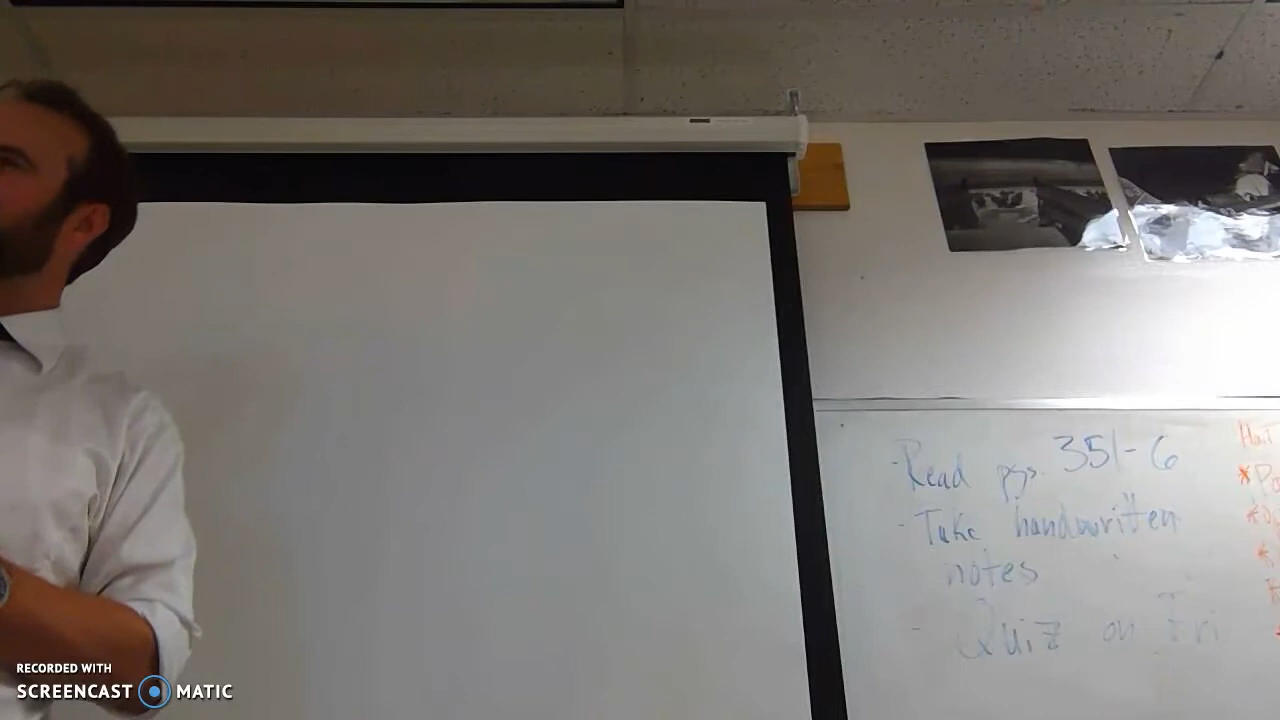 - Read pgs. 351-6
- Take handwritten
notes
- Quiz on Fri
RECORDED WITH
SCREENCAST MATIC